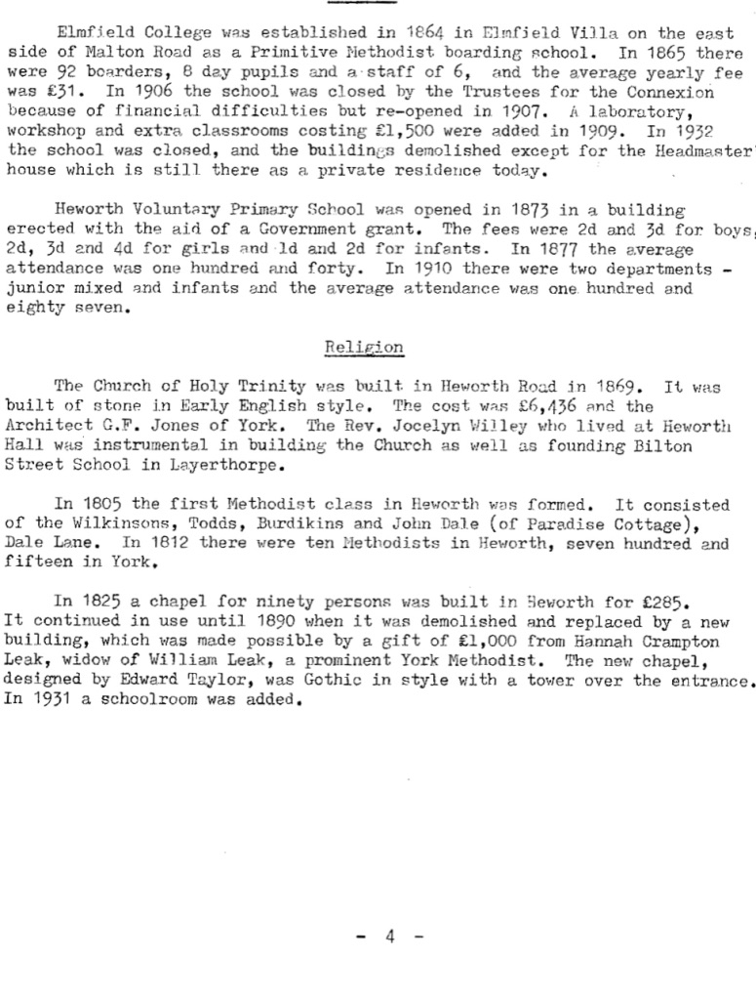 Elmfield College was established in 1864 in Elmfield Villa on the east
side of Malton Road as a Primitive Methodist boarding school. In 1865 there
were 92 boarders, 8 day pupils and a staff of 6, and the average yearly fee
was £31. In 1906 the school was closed by the Trustees for the Connexion
because of financial difficulties but re-opened in 1907. A laboratory,
workshop and extra classrooms costing £1,500 were added in 1909. In 1932
the school was closed, and the buildings demolished except for the Headmaster'
house which is still there as a private residence today.
Heworth Voluntary Primary School was opened in 1873 in a building
erected with the aid of a Government grant. The fees were 2d and 3d for boys,
2d, 3d and 4d for girls and 1d and 2d for infants. In 1877 the average
attendance was one hundred and forty. In 1910 there were two departments -
junior mixed and infants and the average attendance was one hundred and
eighty seven.
Religion
The Church of Holy Trinity was built in Heworth Road in 1869. It was
built of stone in Early English style. The cost was £6,436 and the
Architect G.F. Jones of York. The Rev. Jocelyn Willey who lived at Heworth
Hall was instrumental in building the Church as well as founding Bilton
Street School in Layerthorpe.
In 1805 the first Methodist class in Heworth was formed. It consisted
of the Wilkinsons, Todds, Burdikins and John Dale (of Paradise Cottage),
Dale Lane. In 1812 there were ten Methodists in Heworth, seven hundred and
fifteen in York.
In 1825 a chapel for ninety persons was built in Heworth for £285.
It continued in use until 1890 when it was demolished and replaced by a new
building, which was made possible by a gift of £1,000 from Hannah Crampton
Leak, widow of William Leak, a prominent York Methodist. The new chapel,
designed by Edward Taylor, was Gothic in style with a tower over the entrance.
In 1931 a schoolroom was added.
- 4 -